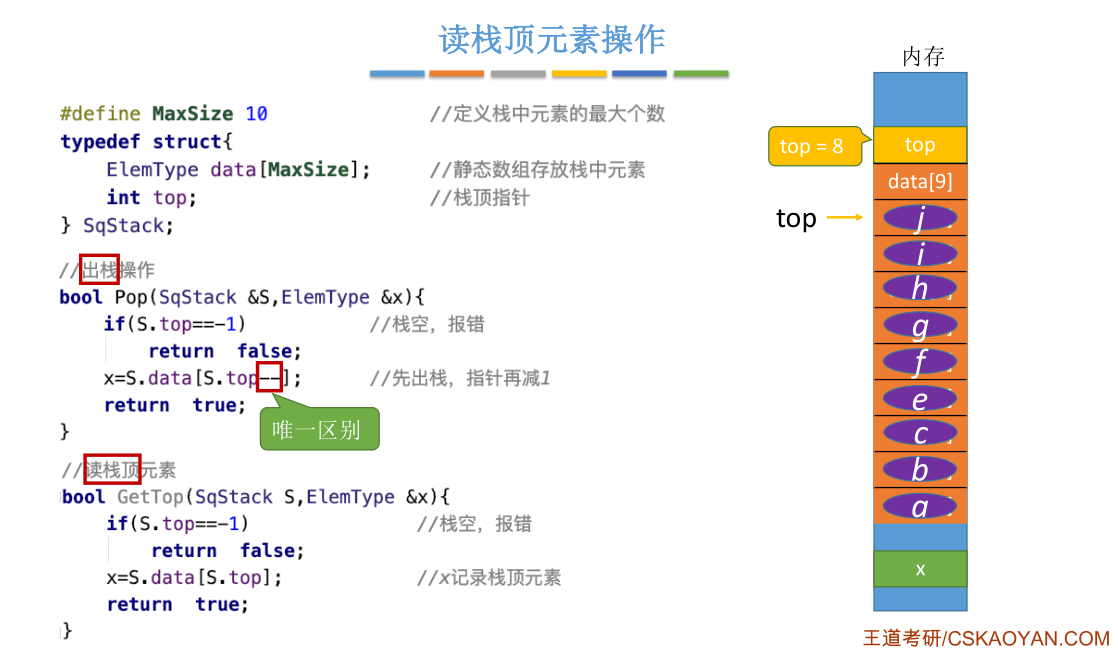 读栈顶元素操作
#define MaxSize 10 //定义栈中元素的最大个数
typedef struct{
ElemType data[MaxSize]; //静态数组存放栈中元素
int top; //栈顶指针
} SqStack;
//出栈操作
bool Pop(SqStack &S,ElemType &x){
if(S.top==-1) //栈空，报错
return false;
x=S.data[S.top--]; //先出栈，指针再减1
return true;
}
唯一区别
//读栈顶元素
bool GetTop(SqStack S,ElemType &x){
if(S.top==-1) //栈空，报错
return false;
x=S.data[S.top]; //x记录栈顶元素
return true;
}
内存
top = 8
top
data[9]
top
j
i
h
g
f
e
c
b
a
x
王道考研/CSKAOYAN.COM